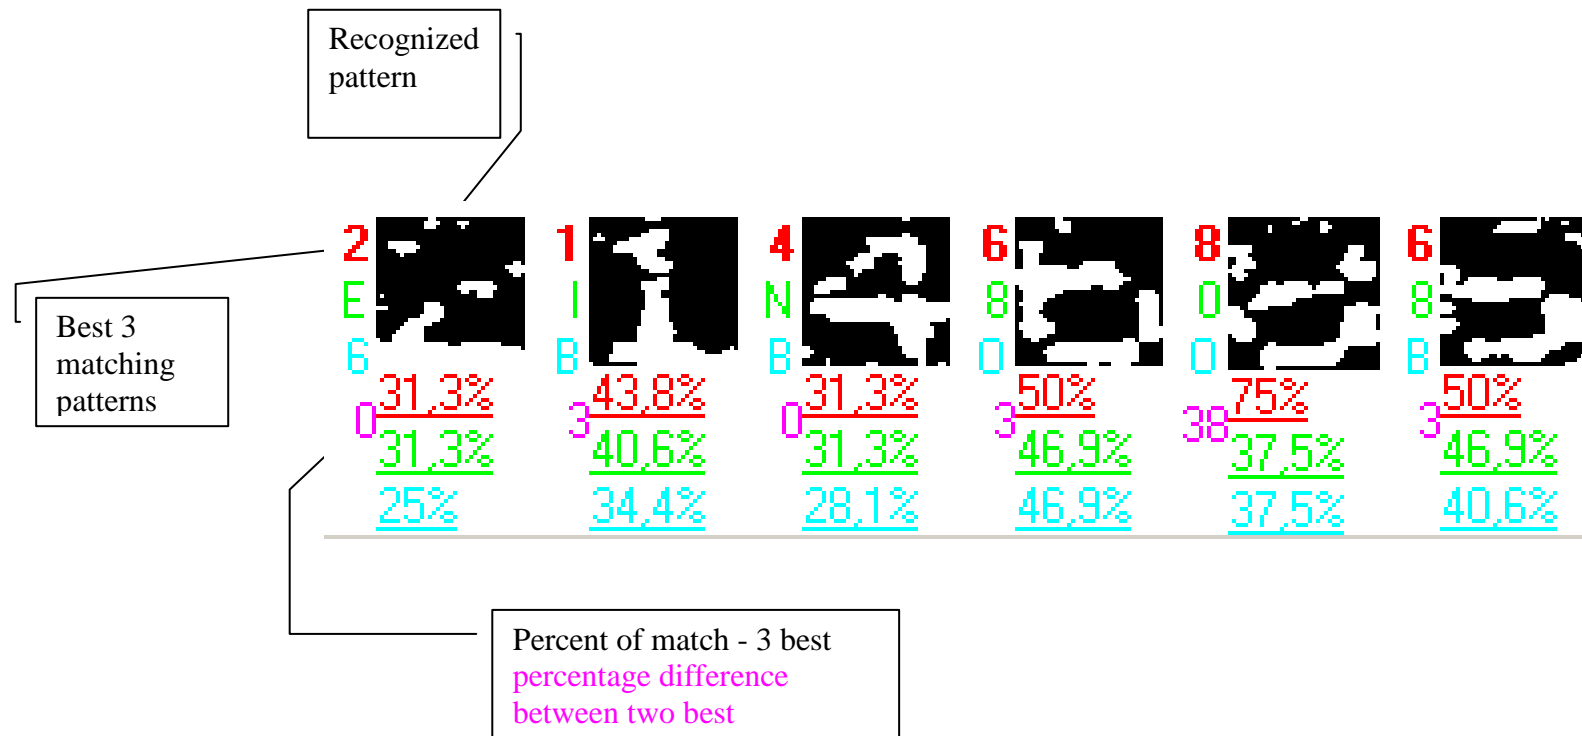 Recognized
pattern
2 1 4 6 8 6
E I N 8 0 8
6 B B O O B
31,3% 43,8% 31,3% 50% 75% 50%
0 3 0 3 38 3
31,3% 40,6% 31,3% 46,9% 37,5% 46,9%
25% 34,4% 28,1% 46,9% 37,5% 40,6%
Best 3
matching
patterns
Percent of match - 3 best
percentage difference
between two best